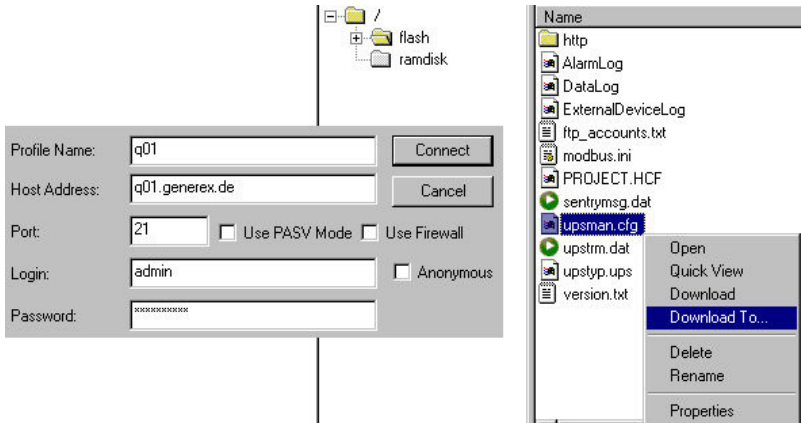 /
flash
ramdisk
Profile Name: q01 Connect
Host Address: q01.generex.de Cancel
Port: 21 Use PASV Mode Use Firewall
Login: admin Anonymous
Password: xxxxxxxxxx
Name
http
AlarmLog
DataLog
ExternalDeviceLog
ftp_accounts.txt
modbus.ini
PROJECT.HCF
sentrymsg.dat
upsman.cfg
upstrm.dat
upstyp.ups
version.txt
Open
Quick View
Download
Download To...
Delete
Rename
Properties